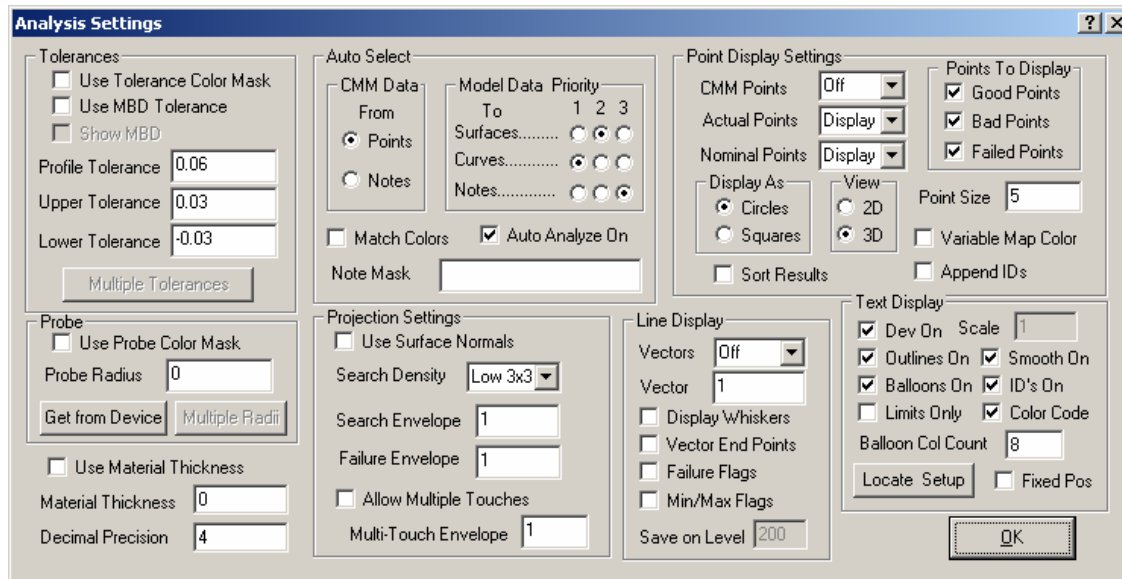 Analysis Settings
Tolerances
Use Tolerance Color Mask
Use MBD Tolerance
Show MBD
Profile Tolerance 0.06
Upper Tolerance 0.03
Lower Tolerance -0.03
Multiple Tolerances
Probe
Use Probe Color Mask
Probe Radius 0
Get from Device Multiple Radii
Use Material Thickness
Material Thickness 0
Decimal Precision 4
Auto Select
CMM Data
From
Points
Notes
Model Data Priority
To 1 2 3
Surfaces.........
Curves............
Notes..............
Match Colors Auto Analyze On
Note Mask
Projection Settings
Use Surface Normals
Search Density Low 3x3
Search Envelope 1
Failure Envelope 1
Allow Multiple Touches
Multi-Touch Envelope 1
Line Display
Vectors Off
Vector 1
Display Whiskers
Vector End Points
Failure Flags
Min/Max Flags
Save on Level 200
Point Display Settings
CMM Points Off
Actual Points Display
Nominal Points Display
Points To Display
Good Points
Bad Points
Failed Points
Display As
Circles
Squares
View
2D
3D
Point Size 5
Variable Map Color
Sort Results Append IDs
Text Display
Dev On Scale 1
Outlines On Smooth On
Balloons On ID's On
Limits Only Color Code
Balloon Col Count 8
Locate Setup Fixed Pos
OK